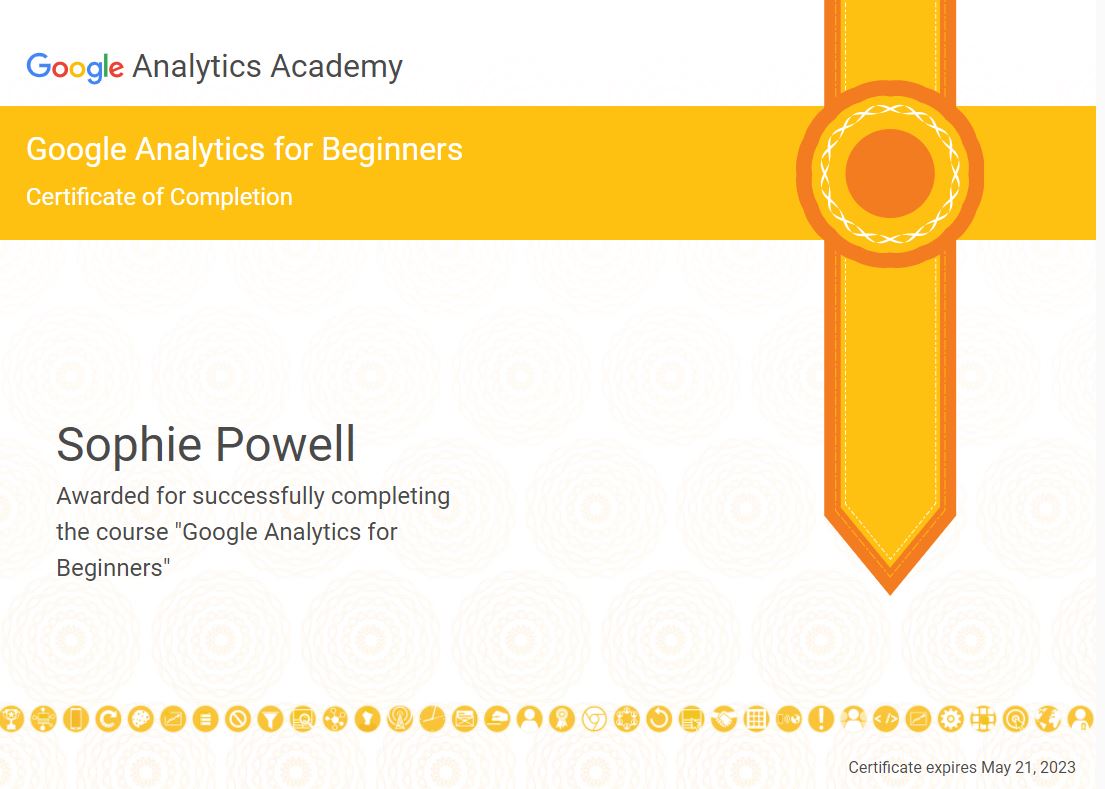 Google Analytics Academy
Google Analytics for Beginners
Certificate of Completion
Sophie Powell
Awarded for successfully completing
the course "Google Analytics for
Beginners"
Certificate expires May 21, 2023